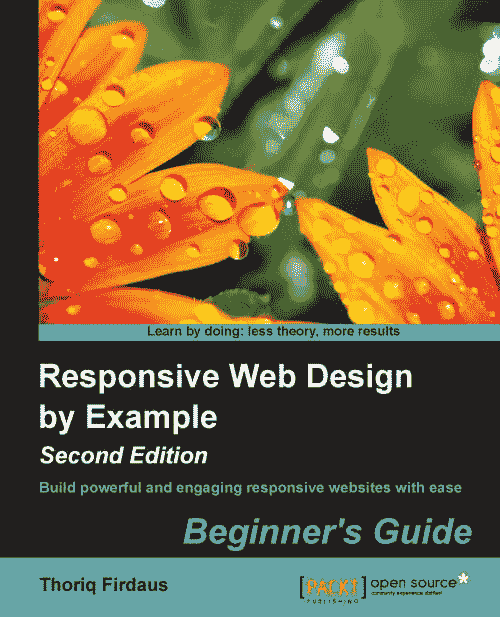 Learn by doing: less theory, more results
Responsive Web Design
by Example
Second Edition
Build powerful and engaging responsive websites with ease
Beginner's Guide
Thoriq Firdaus
[PACKT] open source*
PUBLISHING community experience distilled